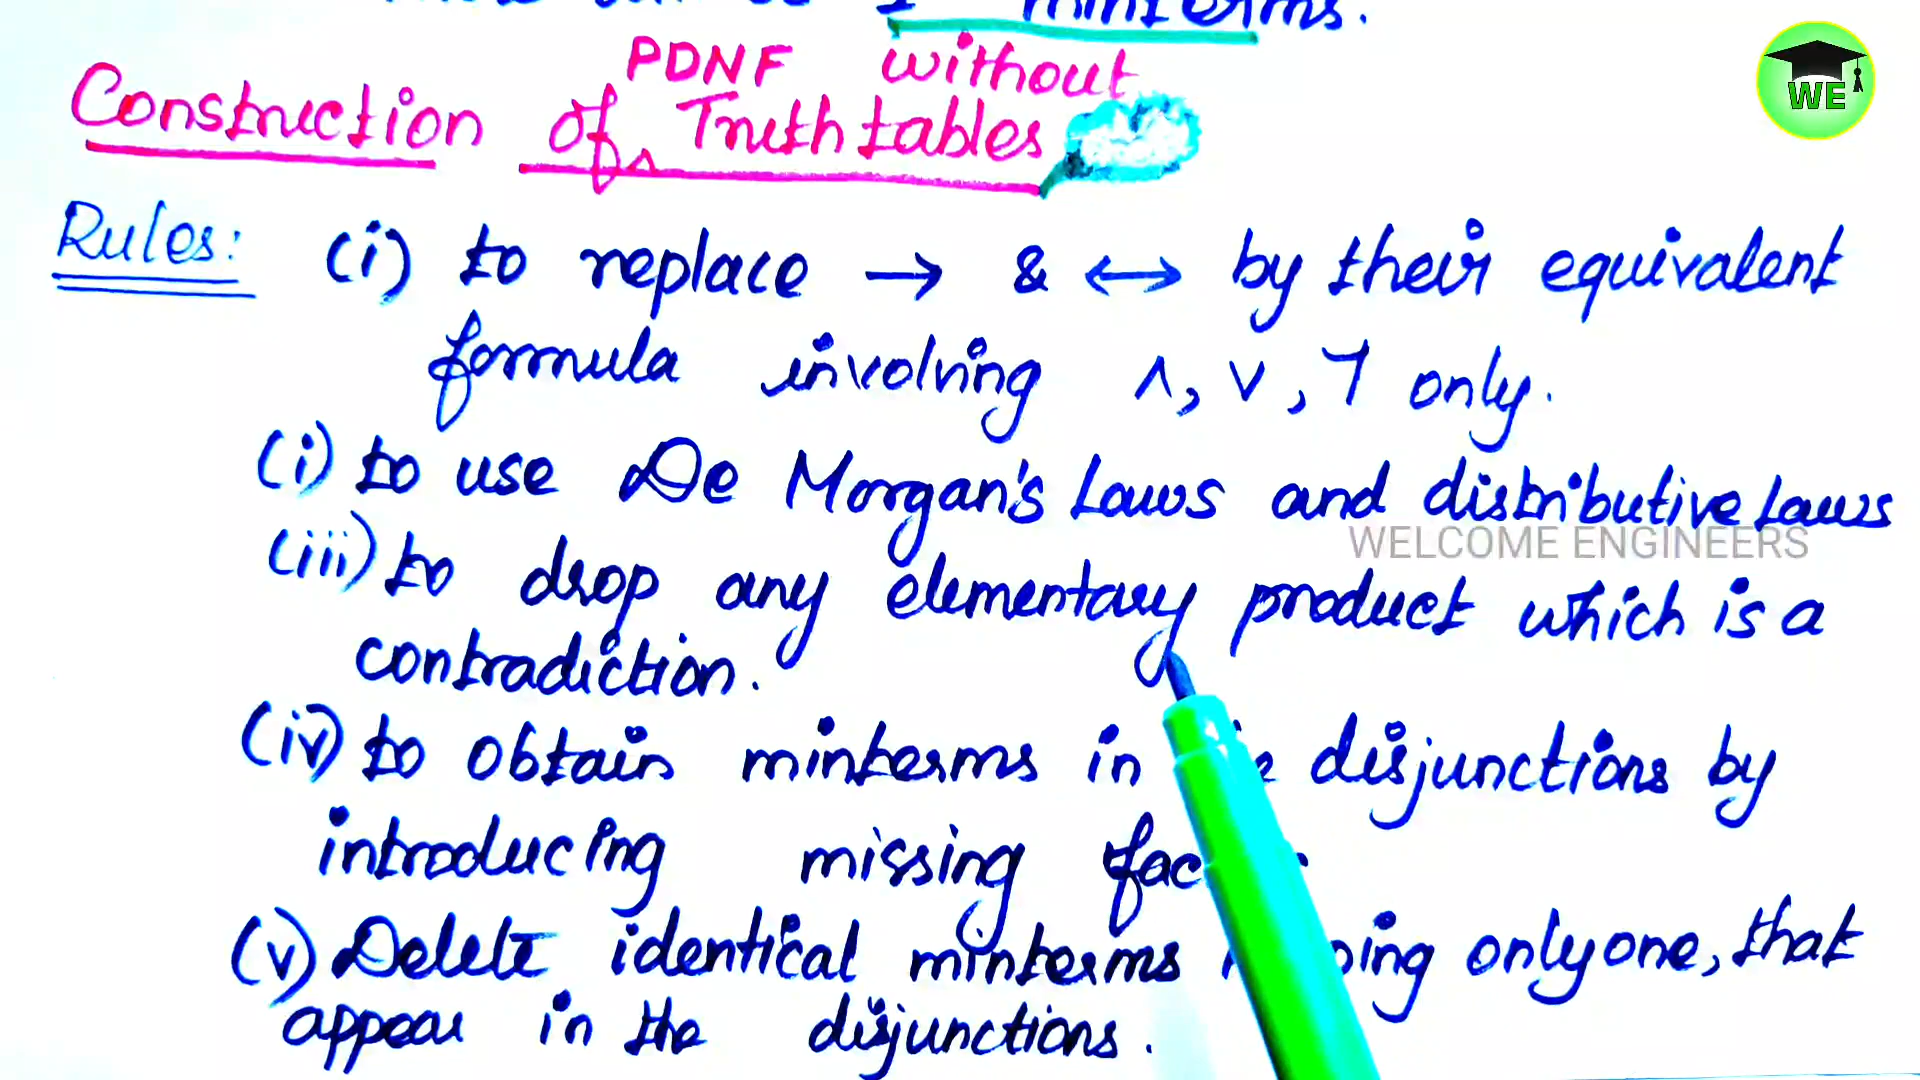 minterms.
PDNF without
Construction of ^ Truth tables
WE
Rules: (i) to replace → & ↔ by their equivalent
formula involving ∧, ∨, ㄱ only.
(i) to use De Morgan's Laws and distributive Laws
WELCOME ENGINEERS
(iii) to drop any elementary product which is a
contradiction.
(iv) to obtain minterms in disjunctions by
introducing missing
(v) Delete identical minterms only one, that
appear in the disjunctions.